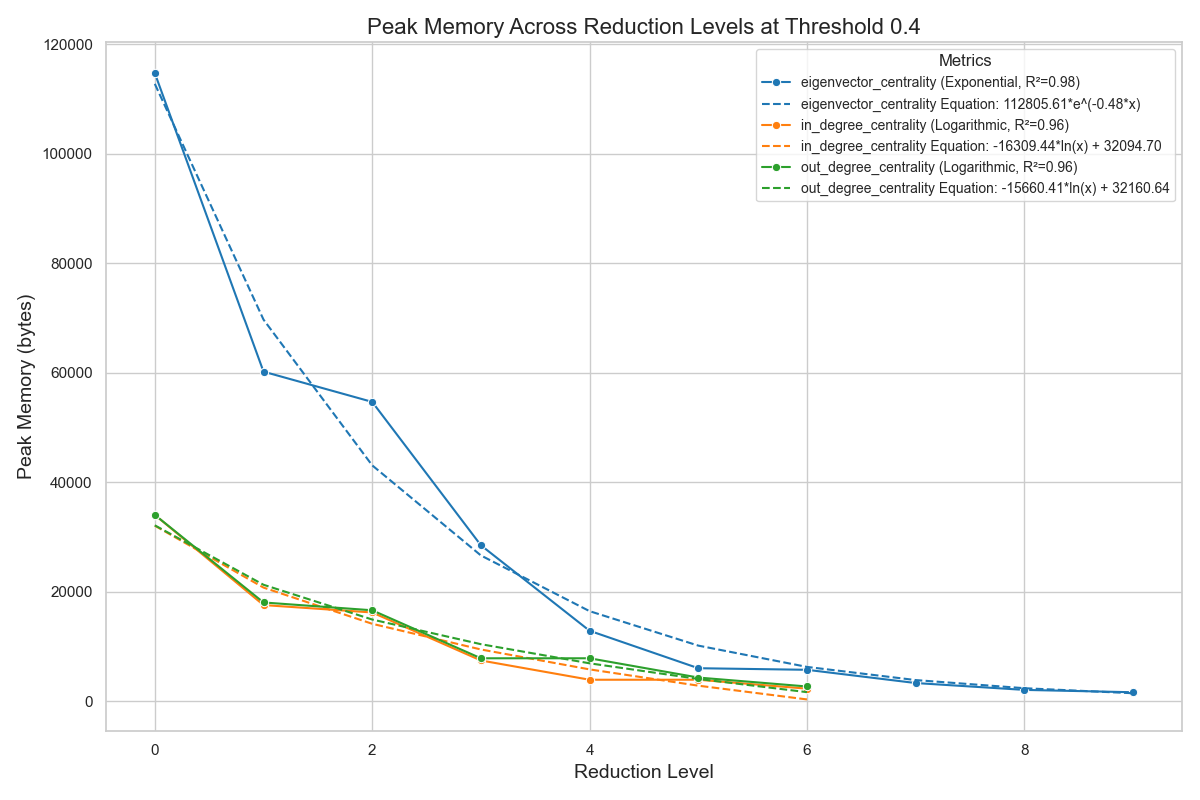 Peak Memory Across Reduction Levels at Threshold 0.4
Metrics
eigenvector_centrality (Exponential, R²=0.98)
eigenvector_centrality Equation: 112805.61*e^(-0.48*x)
in_degree_centrality (Logarithmic, R²=0.96)
in_degree_centrality Equation: -16309.44*ln(x) + 32094.70
out_degree_centrality (Logarithmic, R²=0.96)
out_degree_centrality Equation: -15660.41*ln(x) + 32160.64
Peak Memory (bytes)
120000
100000
80000
60000
40000
20000
0
0 2 4 6 8
Reduction Level